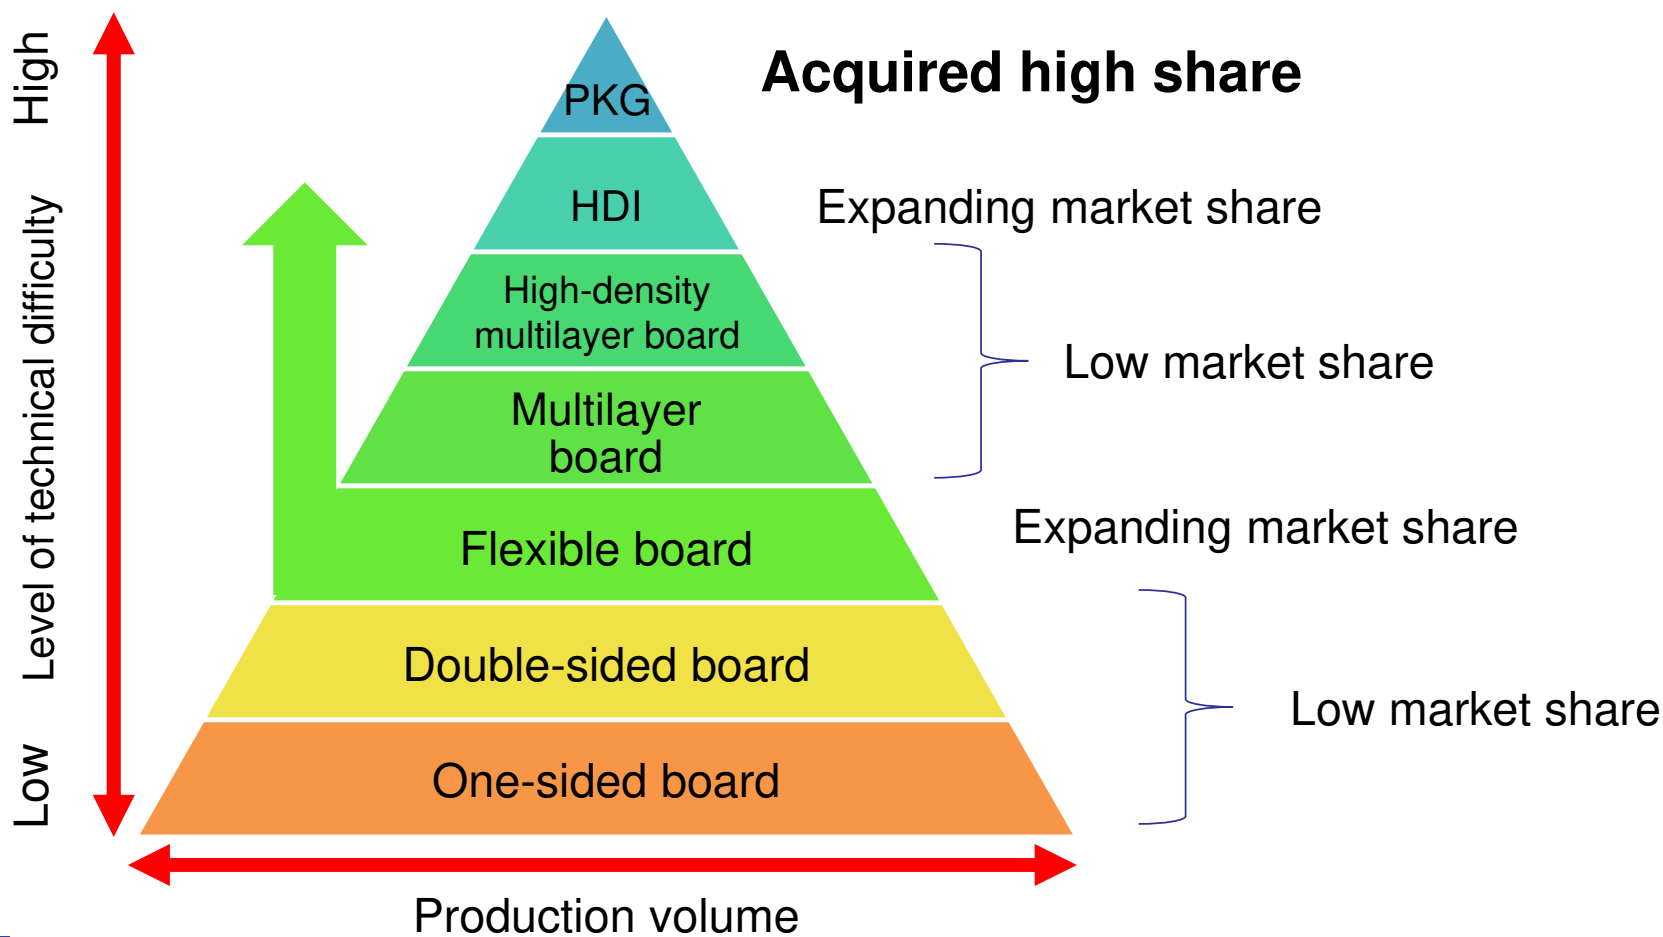 High
Level of technical difficulty
Low
PKG
Acquired high share
HDI
Expanding market share
High-density
multilayer board
Low market share
Multilayer
board
Flexible board
Expanding market share
Double-sided board
Low market share
One-sided board
Production volume